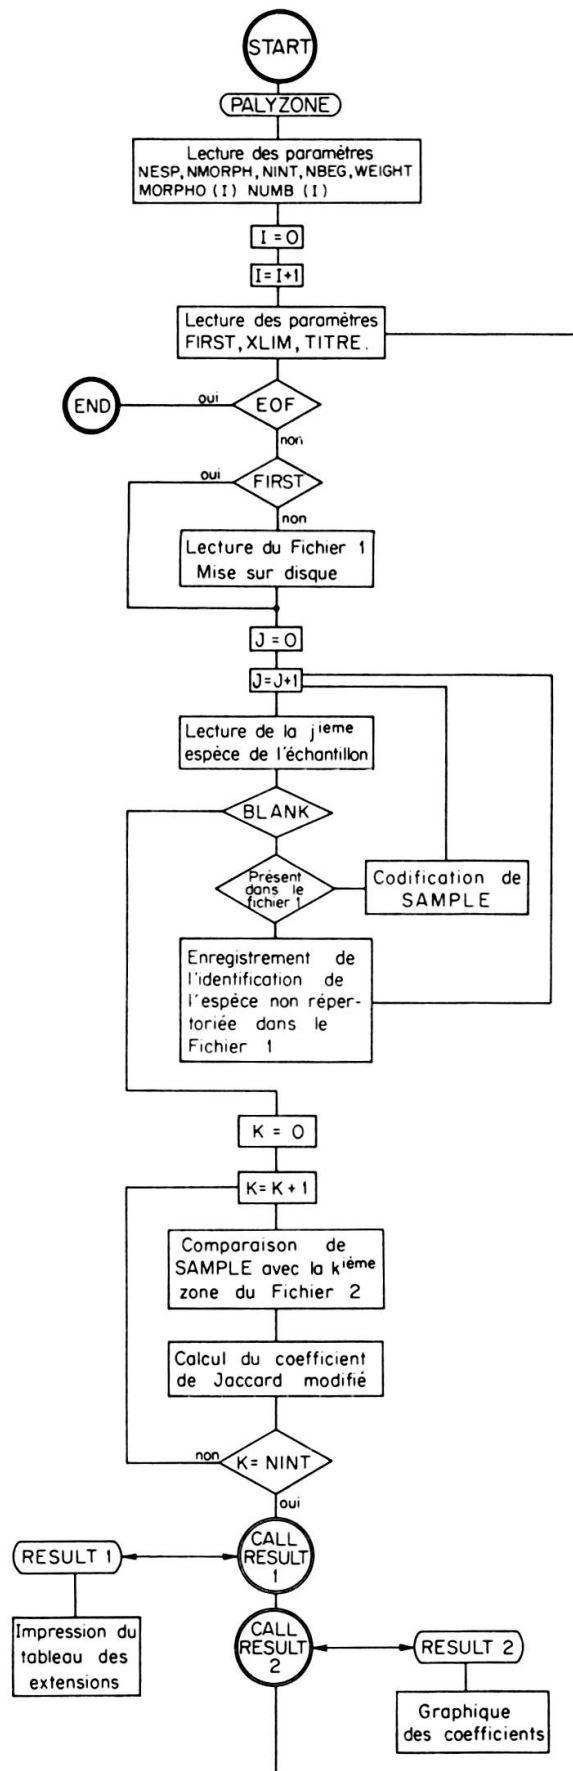 START
PALYZONE
Lecture des paramètres
NESP, NMORPH, NINT, NBEG, WEIGHT
MORPHO (I) NUMB (I)
I = 0
I = I+1
Lecture des paramètres
FIRST, XLIM, TITRE.
END
oui
EOF
non
oui
FIRST
non
Lecture du Fichier 1
Mise sur disque
J = 0
J = J+1
Lecture de la jieme
espèce de l'échantillon
BLANK
Présent
dans le
fichier 1
Codification de
SAMPLE
Enregistrement de
l'identification de
l'espèce non réper-
toriée dans le
Fichier 1
K = 0
K = K + 1
Comparaison de
SAMPLE avec la kième
zone du Fichier 2
Calcul du coefficient
de Jaccard modifié
non
K = NINT
oui
RESULT 1
CALL
RESULT
1
Impression du
tableau des
extensions
CALL
RESULT
2
RESULT 2
Graphique
des coefficients